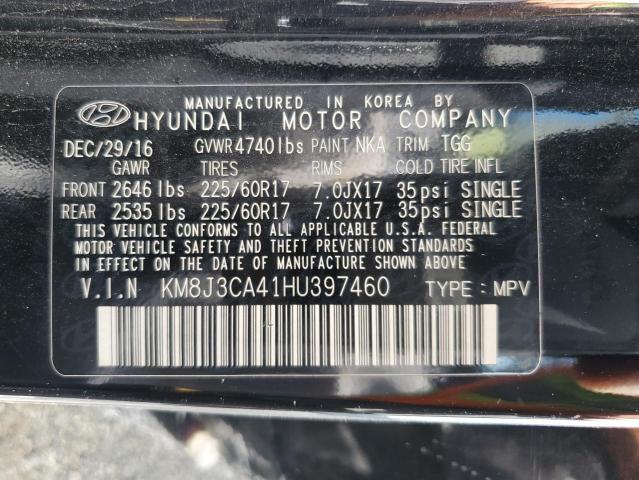 MANUFACTURED IN KOREA BY
HYUNDAI MOTOR COMPANY
DEC/29/16 GVWR4740lbs PAINT NKA TRIM TGG
GAWR TIRES RIMS COLD TIRE INFL
FRONT 2646 lbs 225/60R17 7.0JX17 35psi SINGLE
REAR 2535 lbs 225/60R17 7.0JX17 35psi SINGLE
THIS VEHICLE CONFORMS TO ALL APPLICABLE U.S.A. FEDERAL
MOTOR VEHICLE SAFETY AND THEFT PREVENTION STANDARDS
IN EFFECT ON THE DATE OF MANUFACTURE SHOWN ABOVE
V.I.N KM8J3CA41HU397460 TYPE: MPV